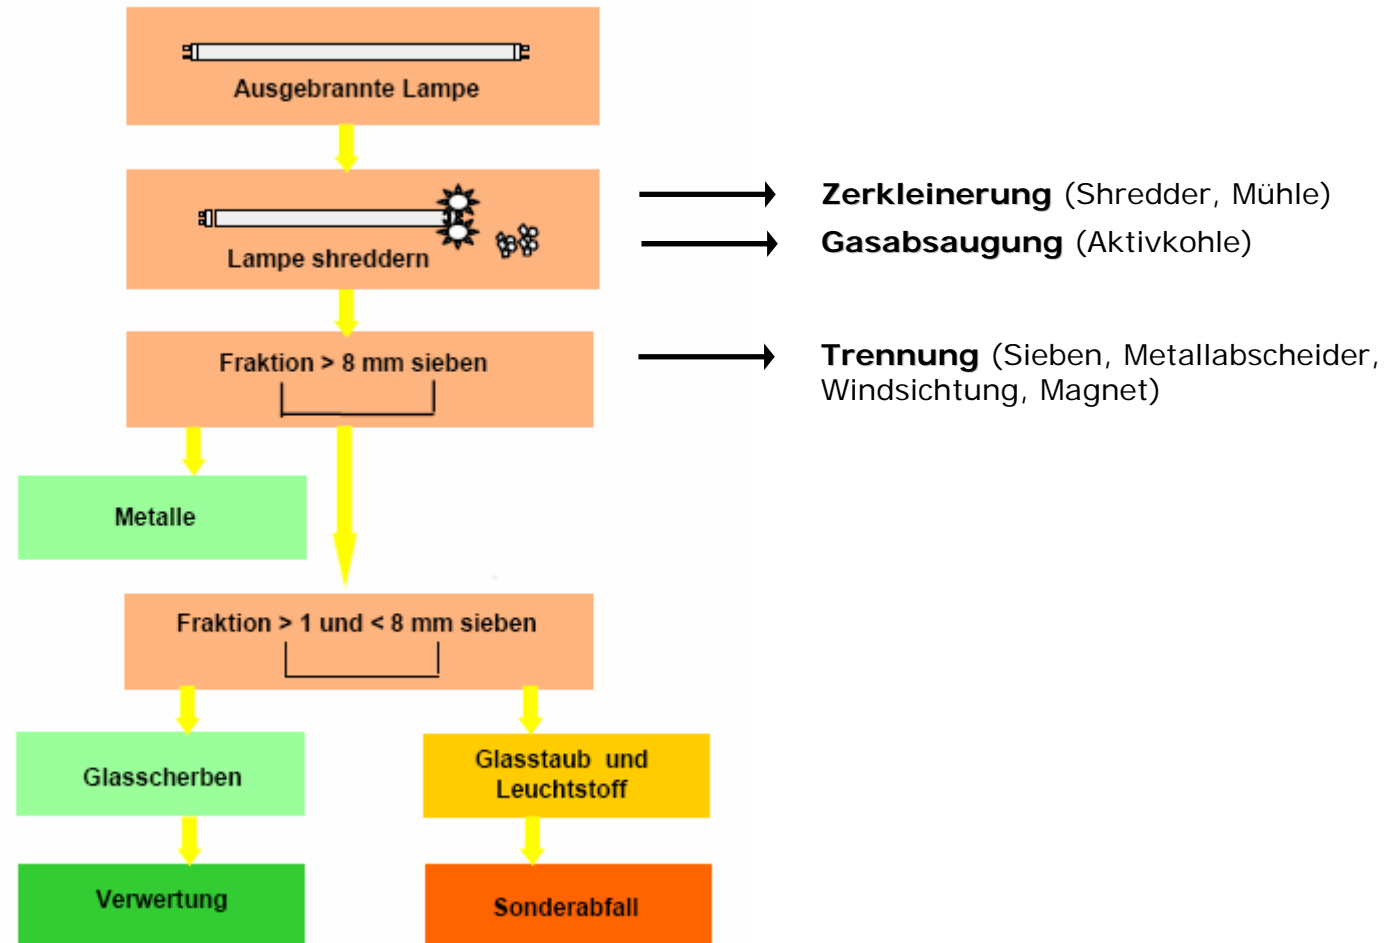 Ausgebrannte Lampe
Lampe shreddern
Zerkleinerung (Shredder, Mühle)
Gasabsaugung (Aktivkohle)
Fraktion > 8 mm sieben
Trennung (Sieben, Metallabscheider,
Windsichtung, Magnet)
Metalle
Fraktion > 1 und < 8 mm sieben
Glasscherben
Glasstaub und
Leuchtstoff
Verwertung
Sonderabfall